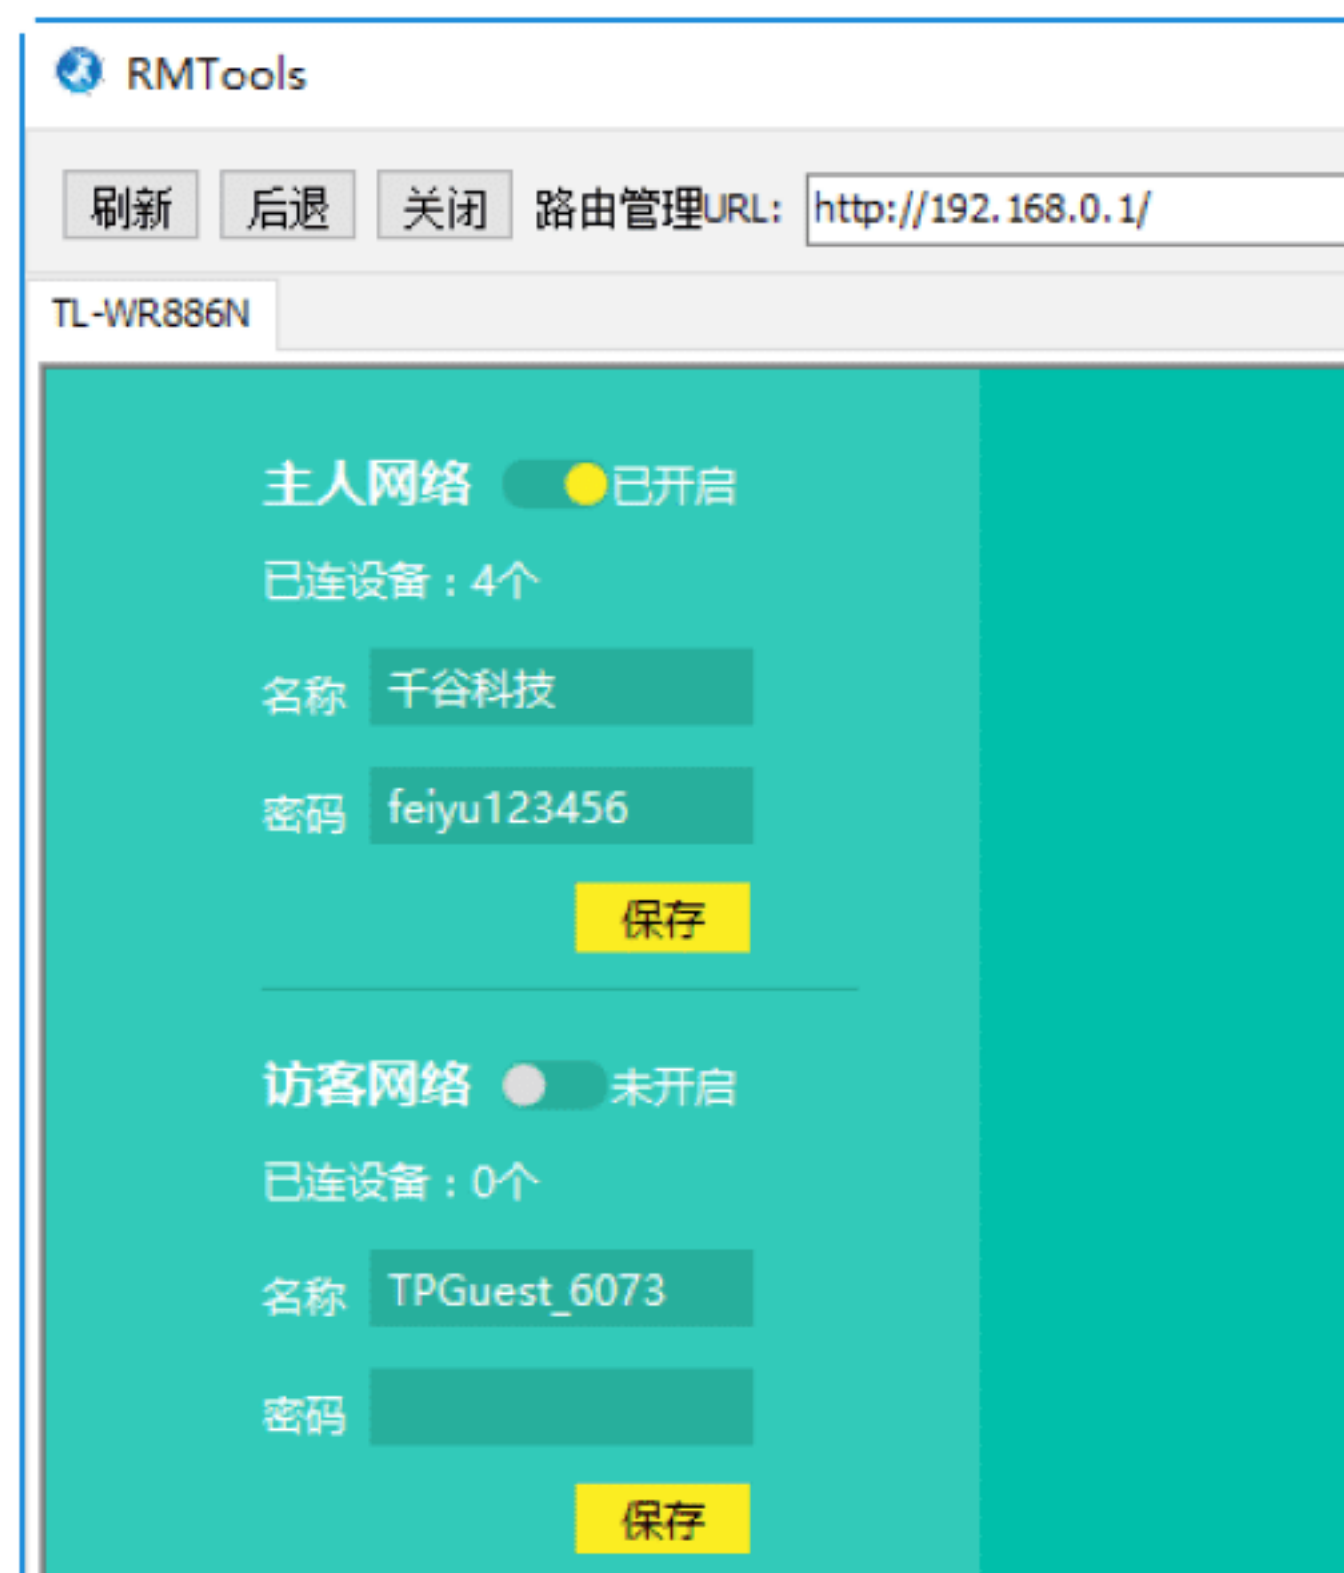 RMTools
刷新 后退 关闭 路由管理URL: http://192.168.0.1/
TL-WR886N
主人网络 已开启
已连设备：4个
名称 千谷科技
密码 feiyu123456
保存
访客网络 未开启
已连设备：0个
名称 TPGuest_6073
密码
保存